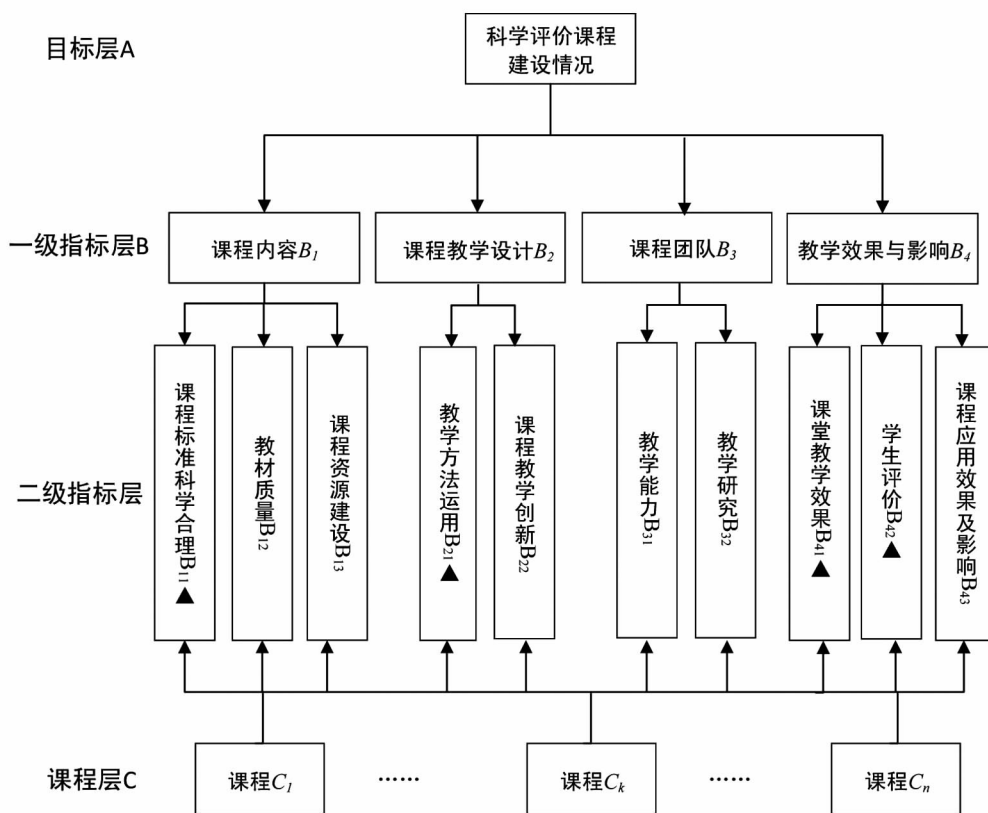 目标层A
科学评价课程
建设情况
一级指标层B
课程内容B₁
课程教学设计B₂
课程团队B₃
教学效果与影响B₄
二级指标层
课程标准科学合理B₁₁▲
教材质量B₁₂
课程资源建设B₁₃
教学方法运用B₂₁▲
课程教学创新B₂₂
教学能力B₃₁
教学研究B₃₂
课堂教学效果B₄₁▲
学生评价B₄₂▲
课程应用效果及影响B₄₃
课程层C
课程C₁
……
课程Cₖ
……
课程Cₙ